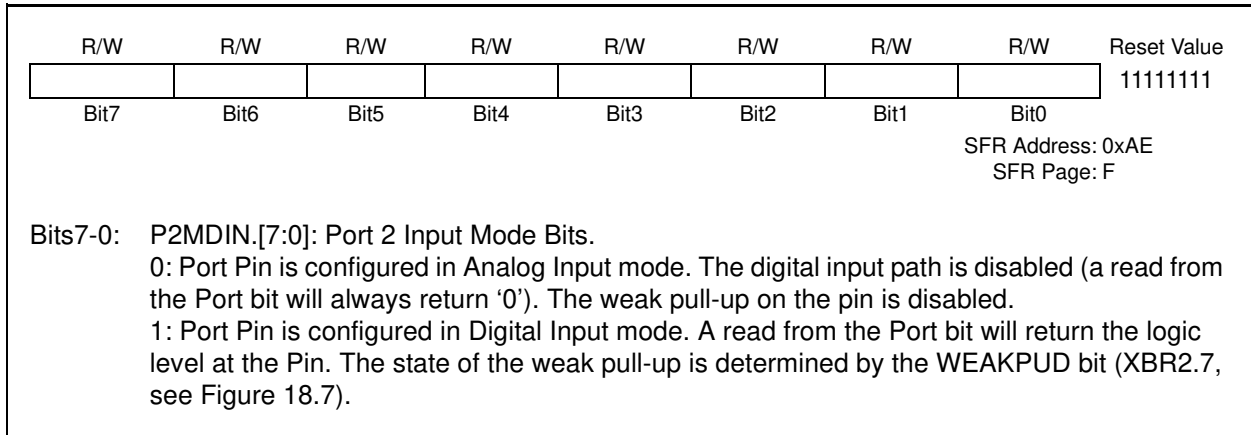 R/W R/W R/W R/W R/W R/W R/W R/W Reset Value
11111111
Bit7 Bit6 Bit5 Bit4 Bit3 Bit2 Bit1 Bit0
SFR Address: 0xAE
SFR Page: F
Bits7-0: P2MDIN.[7:0]: Port 2 Input Mode Bits.
0: Port Pin is configured in Analog Input mode. The digital input path is disabled (a read from
the Port bit will always return ‘0’). The weak pull-up on the pin is disabled.
1: Port Pin is configured in Digital Input mode. A read from the Port bit will return the logic
level at the Pin. The state of the weak pull-up is determined by the WEAKPUD bit (XBR2.7,
see Figure 18.7).